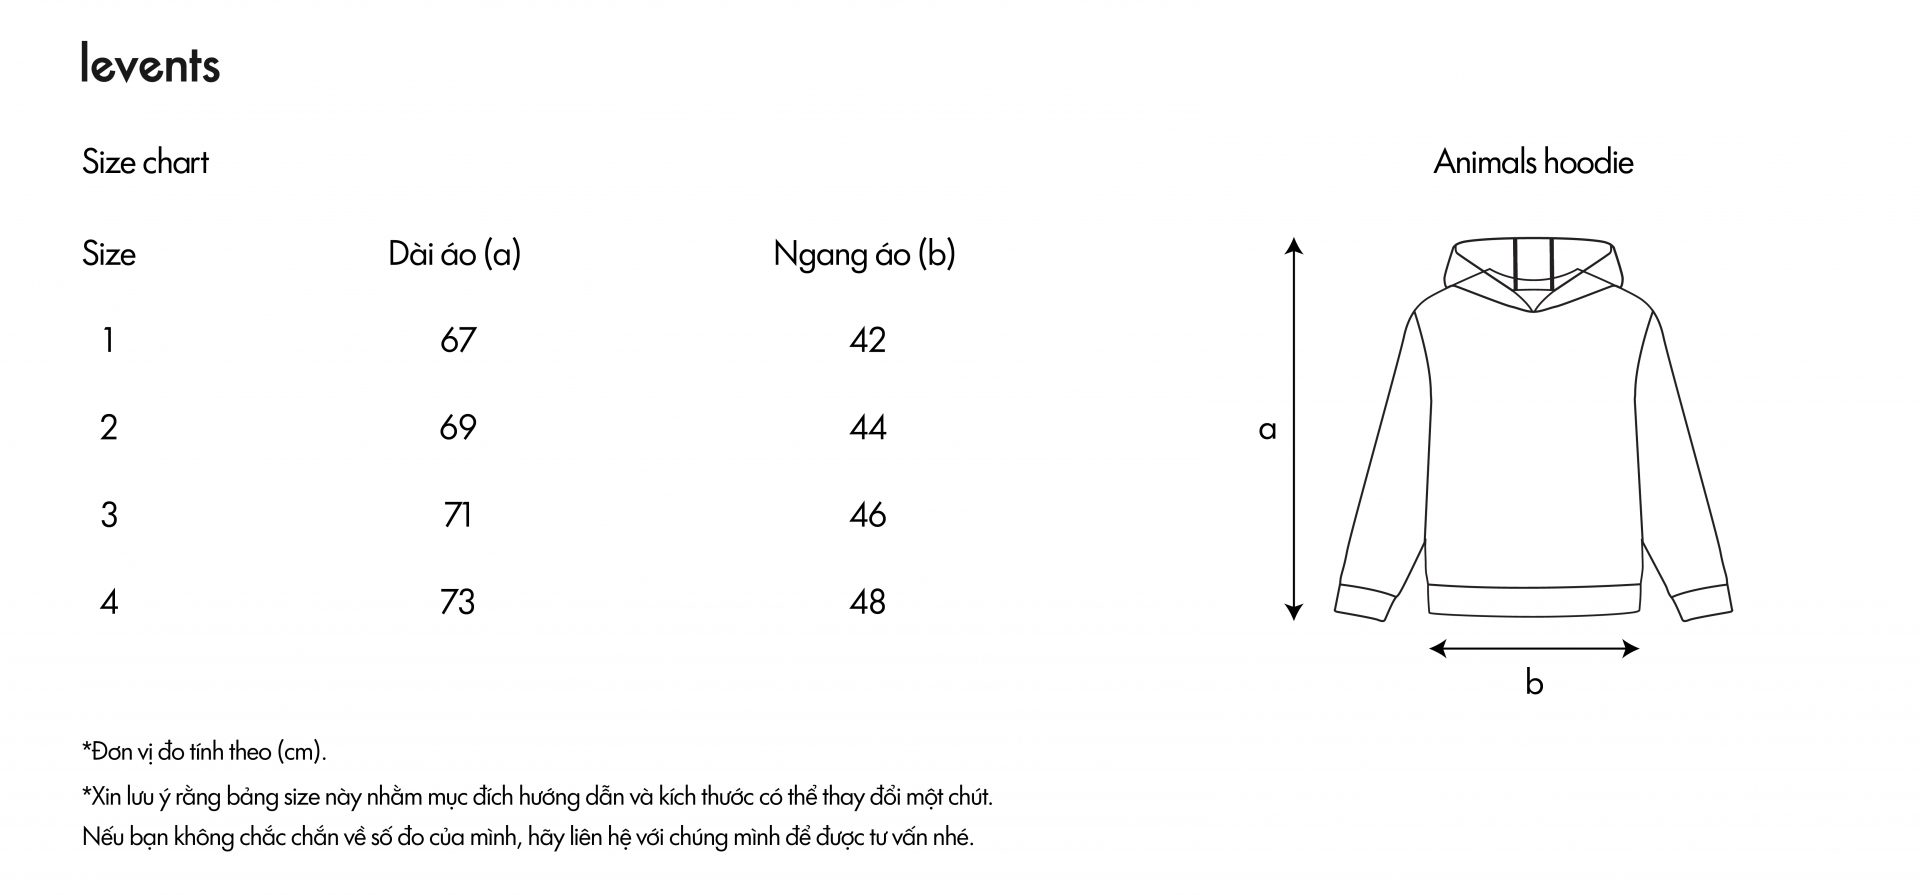 levents
Size chart
Animals hoodie
Size Dài áo (a) Ngang áo (b)
1 67 42
2 69 44
3 71 46
4 73 48
a
b
*Đơn vị đo tính theo (cm).
*Xin lưu ý rằng bảng size này nhằm mục đích hướng dẫn và kích thước có thể thay đổi một chút.
Nếu bạn không chắc chắn về số đo của mình, hãy liên hệ với chúng mình để được tư vấn nhé.